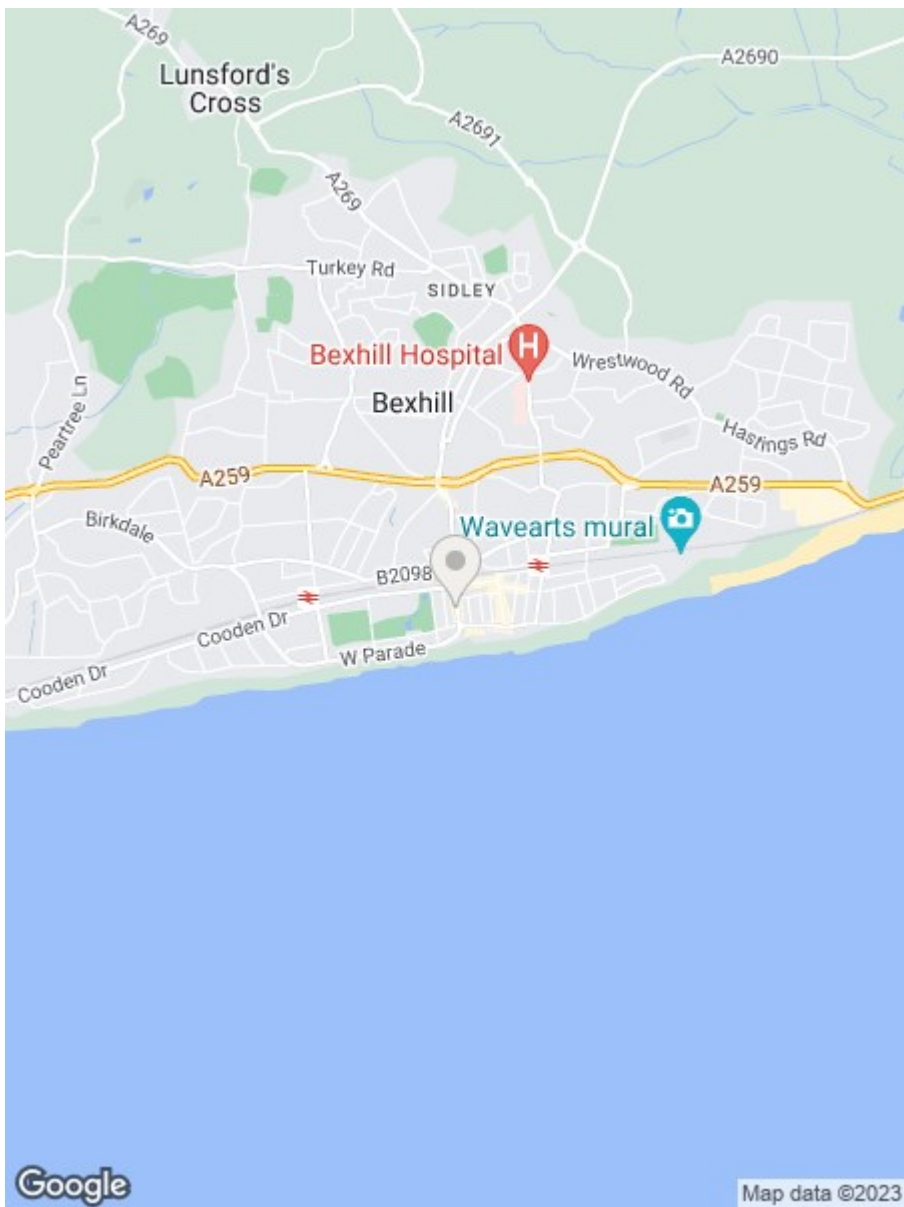 A269
A2690
Lunsford's
Cross
A2691
A269
Turkey Rd
SIDLEY
Bexhill Hospital
H
Wrestwood Rd
Peartree Ln
Bexhill
Hastings Rd
A259
A259
Birkdale
Wavearts mural
B2098
Cooden Dr
W Parade
Cooden Dr
Google
Map data ©2023